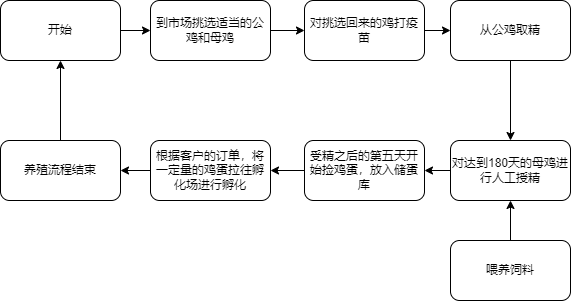 开始
到市场挑选适当的公
鸡和母鸡
对挑选回来的鸡打疫
苗
从公鸡取精
养殖流程结束
根据客户的订单，将
一定量的鸡蛋拉往孵
化场进行孵化
受精之后的第五天开
始捡鸡蛋，放入储蛋
库
对达到180天的母鸡进
行人工授精
喂养饲料